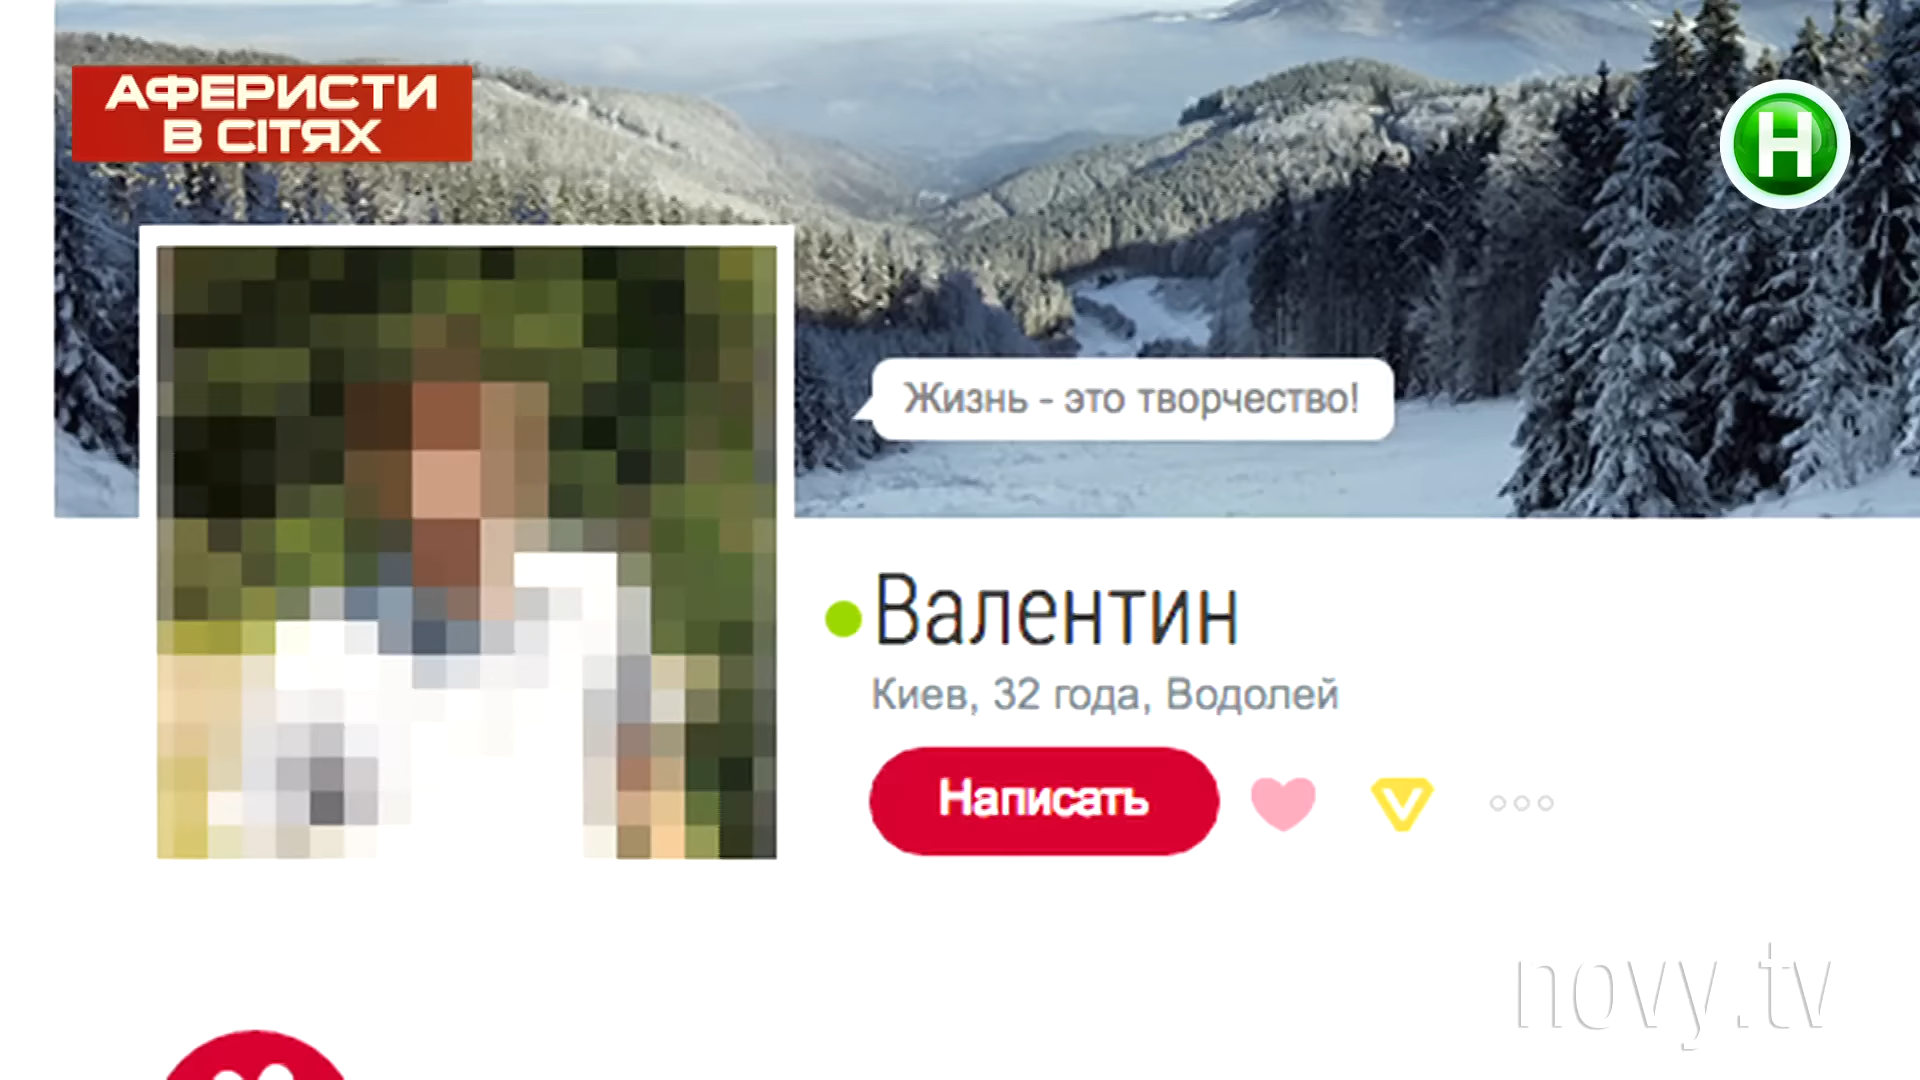 АФЕРИСТИ
В СІТЯХ
Н
Жизнь - это творчество!
Валентин
Киев, 32 года, Водолей
Написать
novy.tv